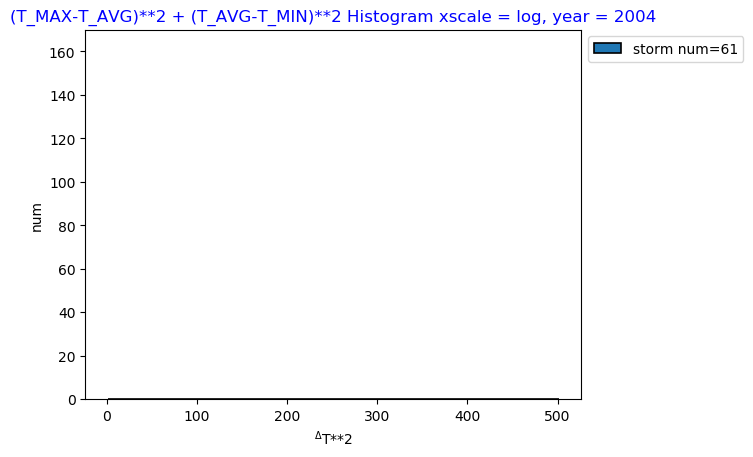 (T_MAX-T_AVG)**2 + (T_AVG-T_MIN)**2 Histogram xscale = log, year = 2004
storm num=61
160
140
120
100
80
60
40
20
0
num
0 100 200 300 400 500
ΔT**2